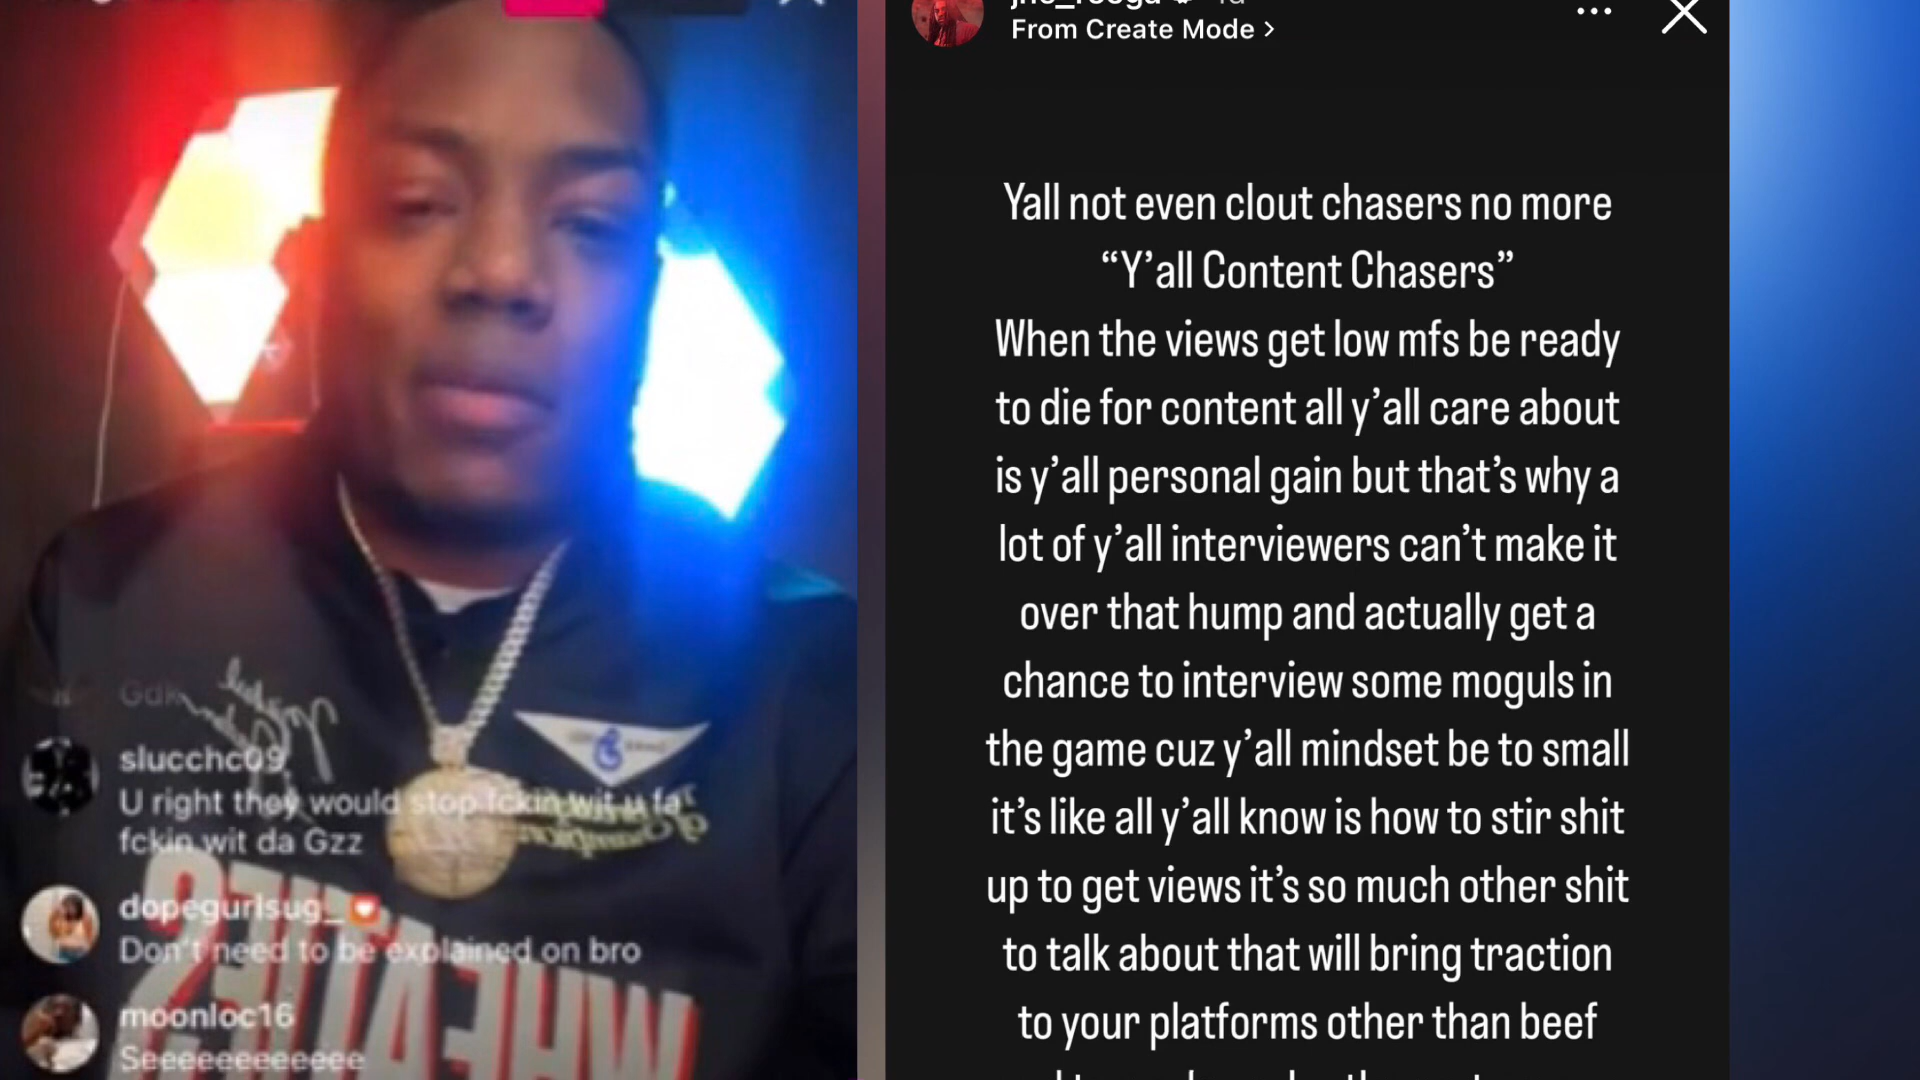 slucchc09
U right they would stop fckin wit u fa
fckin wit da Gzz
dopegurlsug_
Don't need to be explained on bro
moonloc16
Seeeeeeeeeeee
WHEATIES
From Create Mode >
Yall not even clout chasers no more
“Y’all Content Chasers”
When the views get low mfs be ready
to die for content all y’all care about
is y’all personal gain but that’s why a
lot of y’all interviewers can’t make it
over that hump and actually get a
chance to interview some moguls in
the game cuz y’all mindset be to small
it’s like all y’all know is how to stir shit
up to get views it’s so much other shit
to talk about that will bring traction
to your platforms other than beef